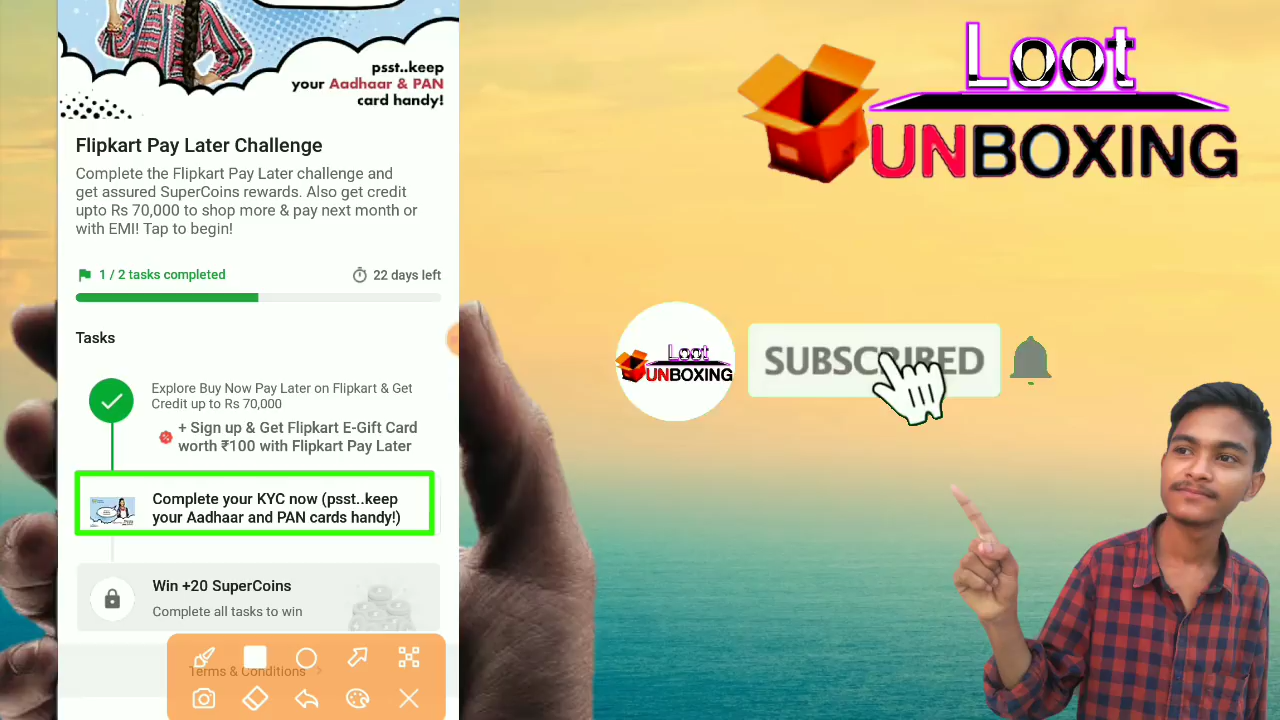 psst..keep
your Aadhaar & PAN
card handy!
Flipkart Pay Later Challenge
Complete the Flipkart Pay Later challenge and
get assured SuperCoins rewards. Also get credit
upto Rs 70,000 to shop more & pay next month or
with EMI! Tap to begin!
1 / 2 tasks completed
22 days left
Tasks
Explore Buy Now Pay Later on Flipkart & Get
Credit up to Rs 70,000
+ Sign up & Get Flipkart E-Gift Card
worth ₹100 with Flipkart Pay Later
Complete your KYC now (psst..keep
your Aadhaar and PAN cards handy!)
Win +20 SuperCoins
Complete all tasks to win
Terms & Conditions
Loot
UNBOXING
Loot
UNBOXING
SUBSCRIBED